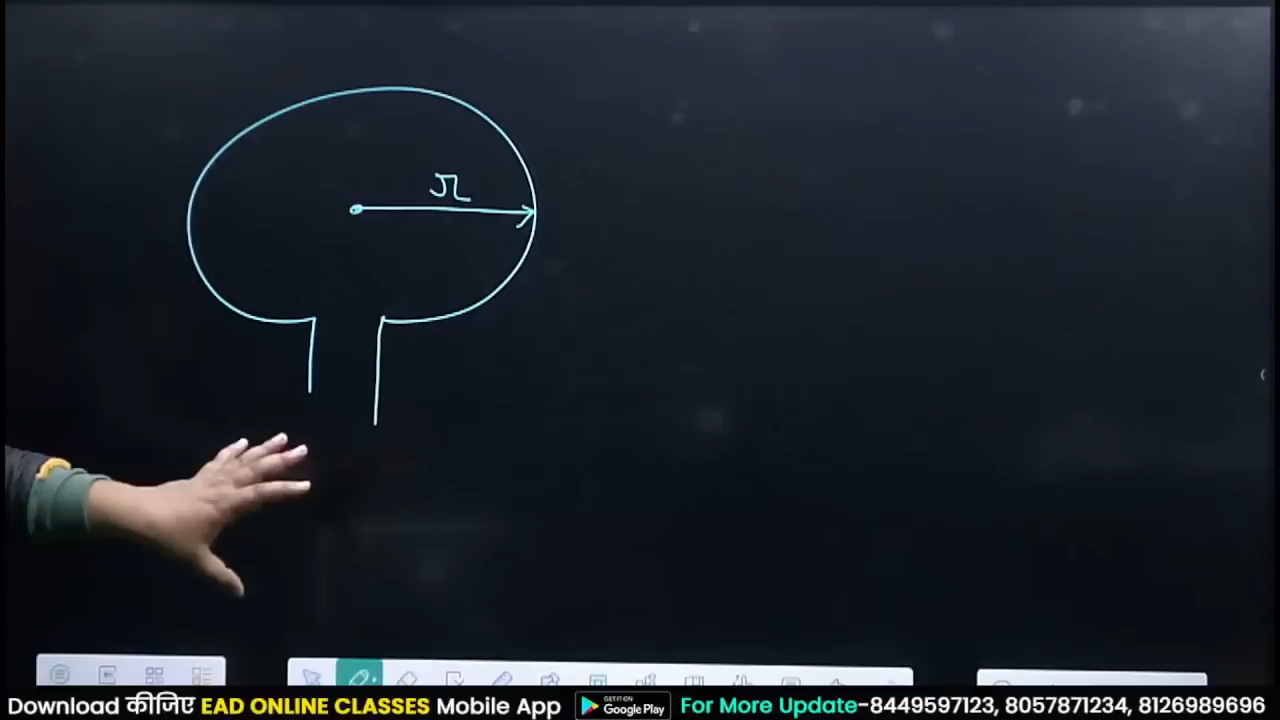 r
Download कीजिए EAD ONLINE CLASSES Mobile App GET IT ON Google Play For More Update-8449597123, 8057871234, 8126989696